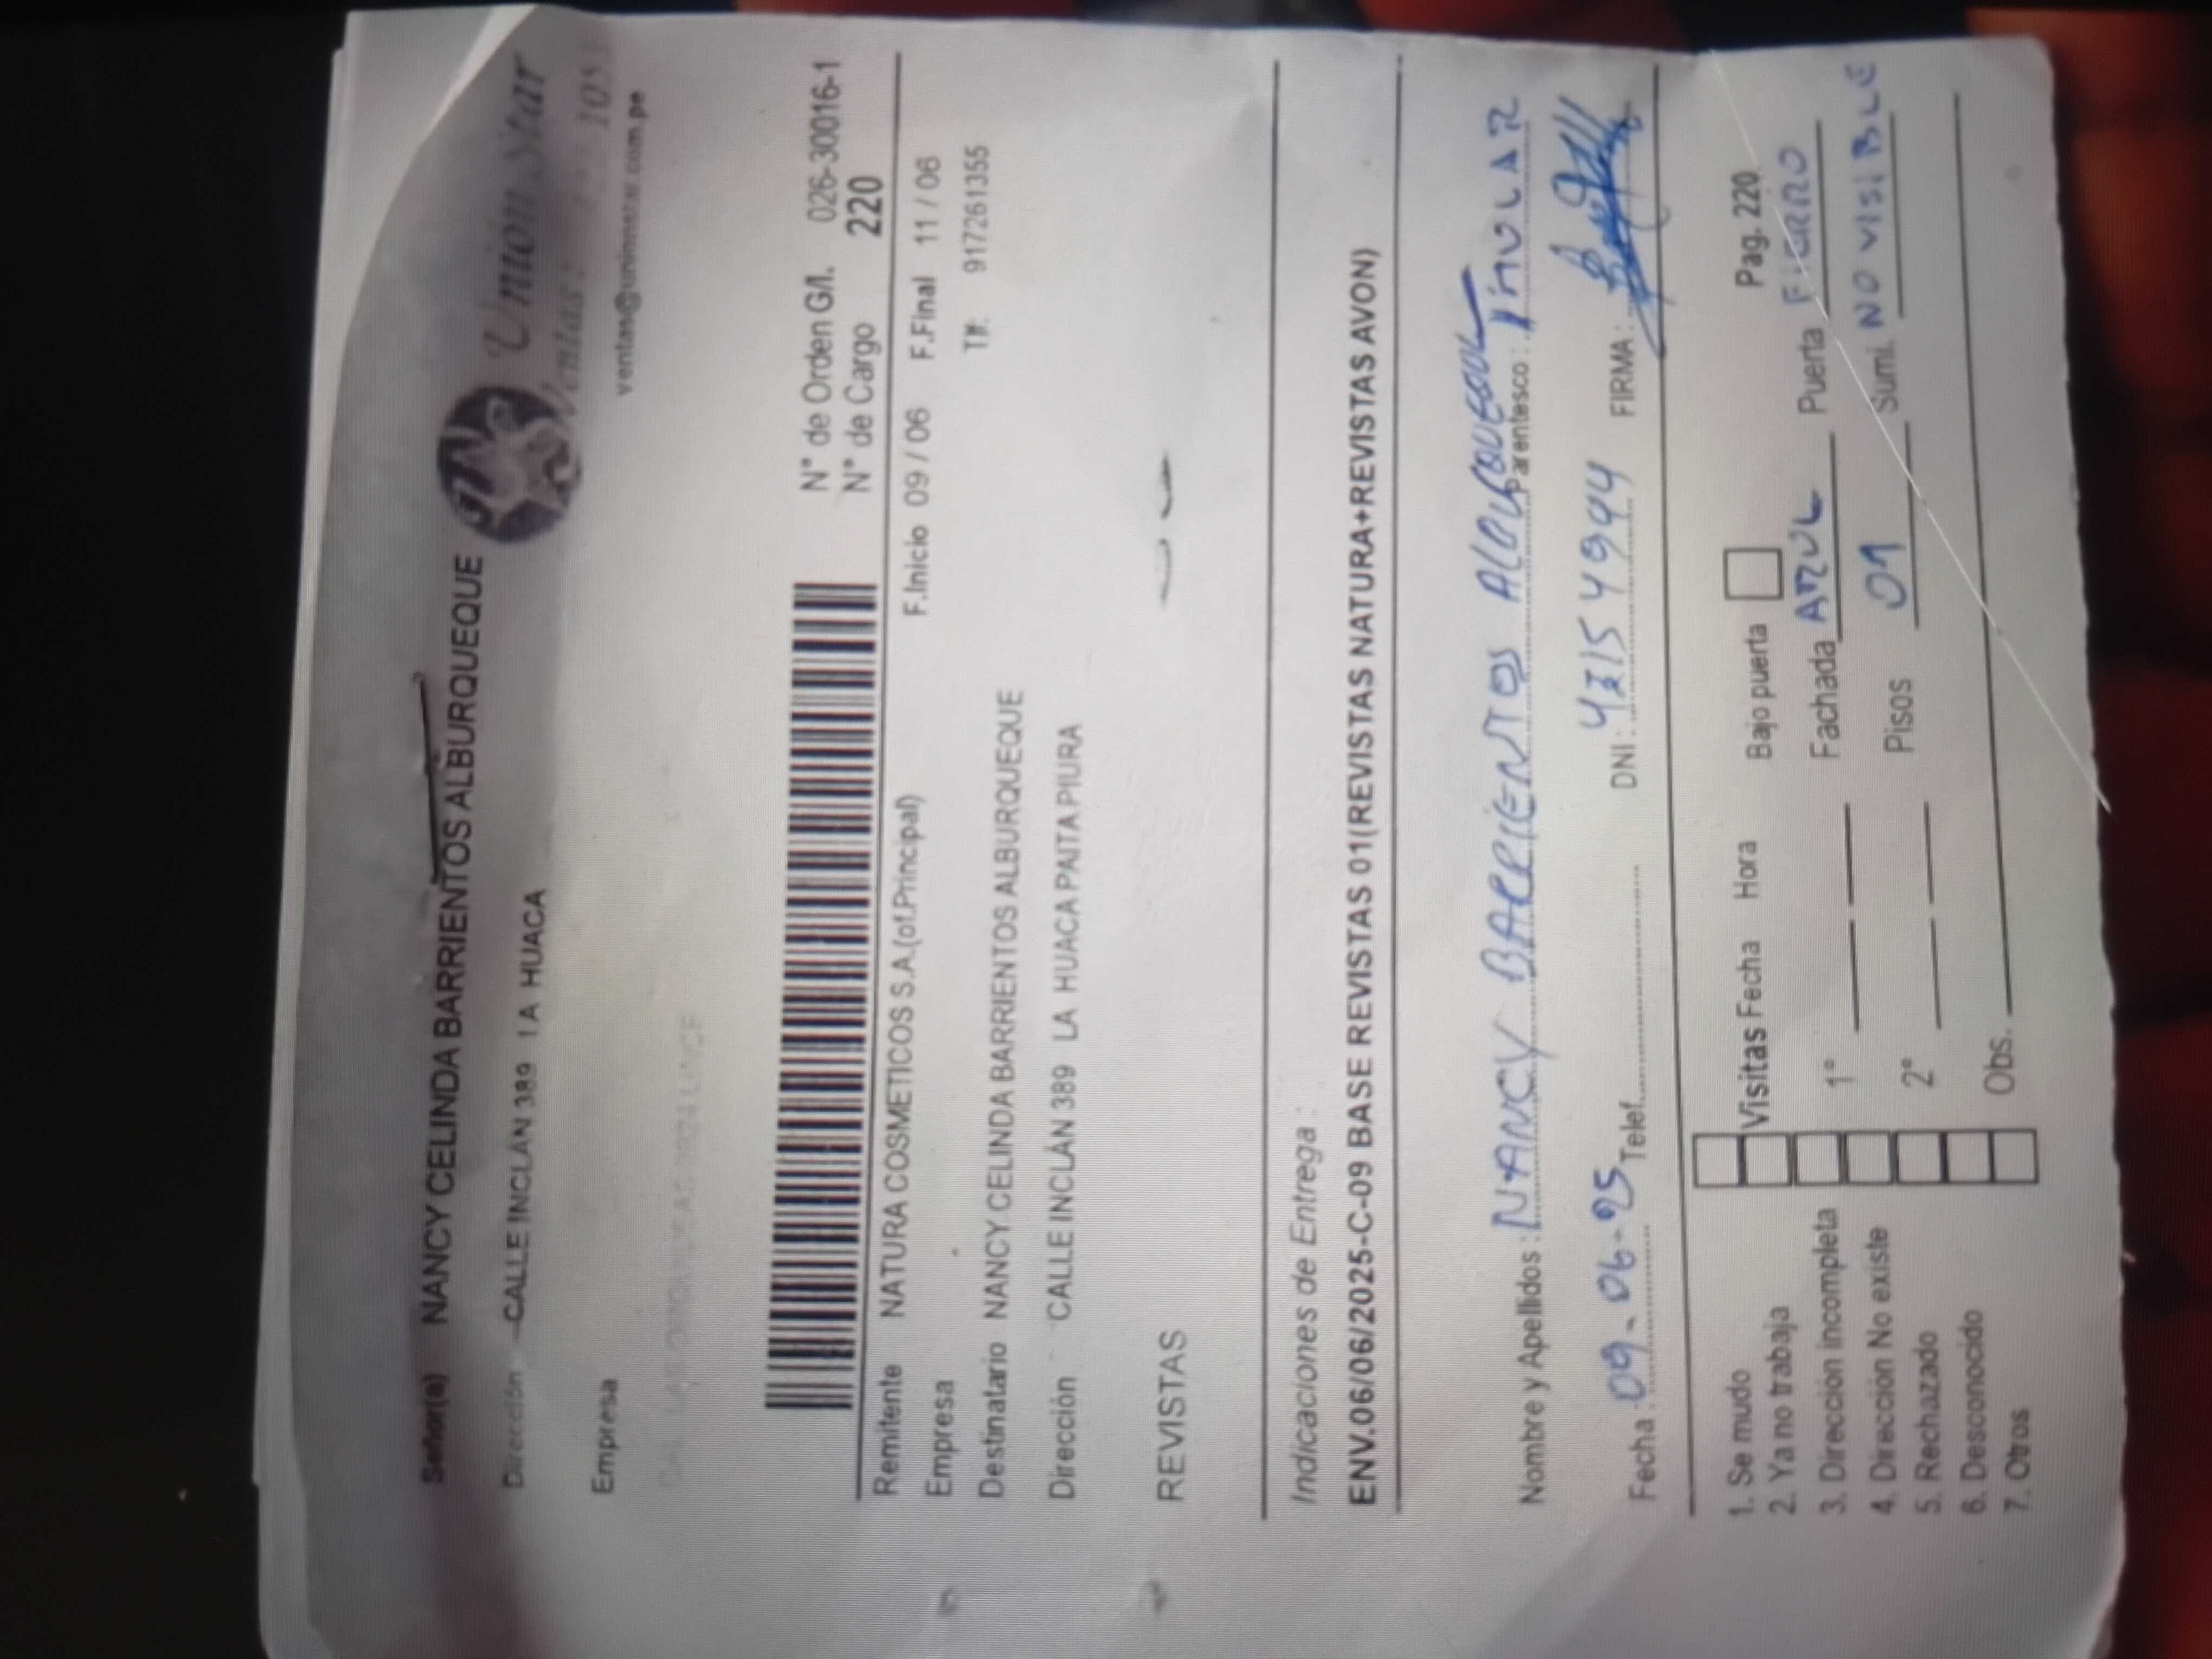 Señor(a) NANCY CELINDA BARRIENTOS ALBURQUEQUE
Dirección CALLE INCLÁN 389 LA HUACA
Empresa
Union Star
Ventas:
ventas@unionstar.com.pe
N° de Orden G/I. 026-300016-1
N° de Cargo 220
Remitente NATURA COSMETICOS S.A.(of.Principal) F.Inicio 09 / 06 F.Final 11 / 06
Empresa Tlf: 917261355
Destinatario NANCY CELINDA BARRIENTOS ALBURQUEQUE
Dirección CALLE INCLÁN 389 LA HUACA PAITA PIURA
REVISTAS
Indicaciones de Entrega :
ENV.06/06/2025-C-09 BASE REVISTAS 01(REVISTAS NATURA+REVISTAS AVON)
Nombre y Apellidos : NANCY BARRIENTOS Parentesco :
Fecha : 09-06-25 Telef. DNI : FIRMA :
1. Se mudo
2. Ya no trabaja
3. Dirección incompleta
4. Dirección No existe
5. Rechazado
6. Desconocido
7. Otros
Visitas Fecha Hora Bajo puerta Pag. 220
1° Fachada AZUL Puerta FIERRO
2° Pisos 01 Sumi. NO VISIBLE
Obs.